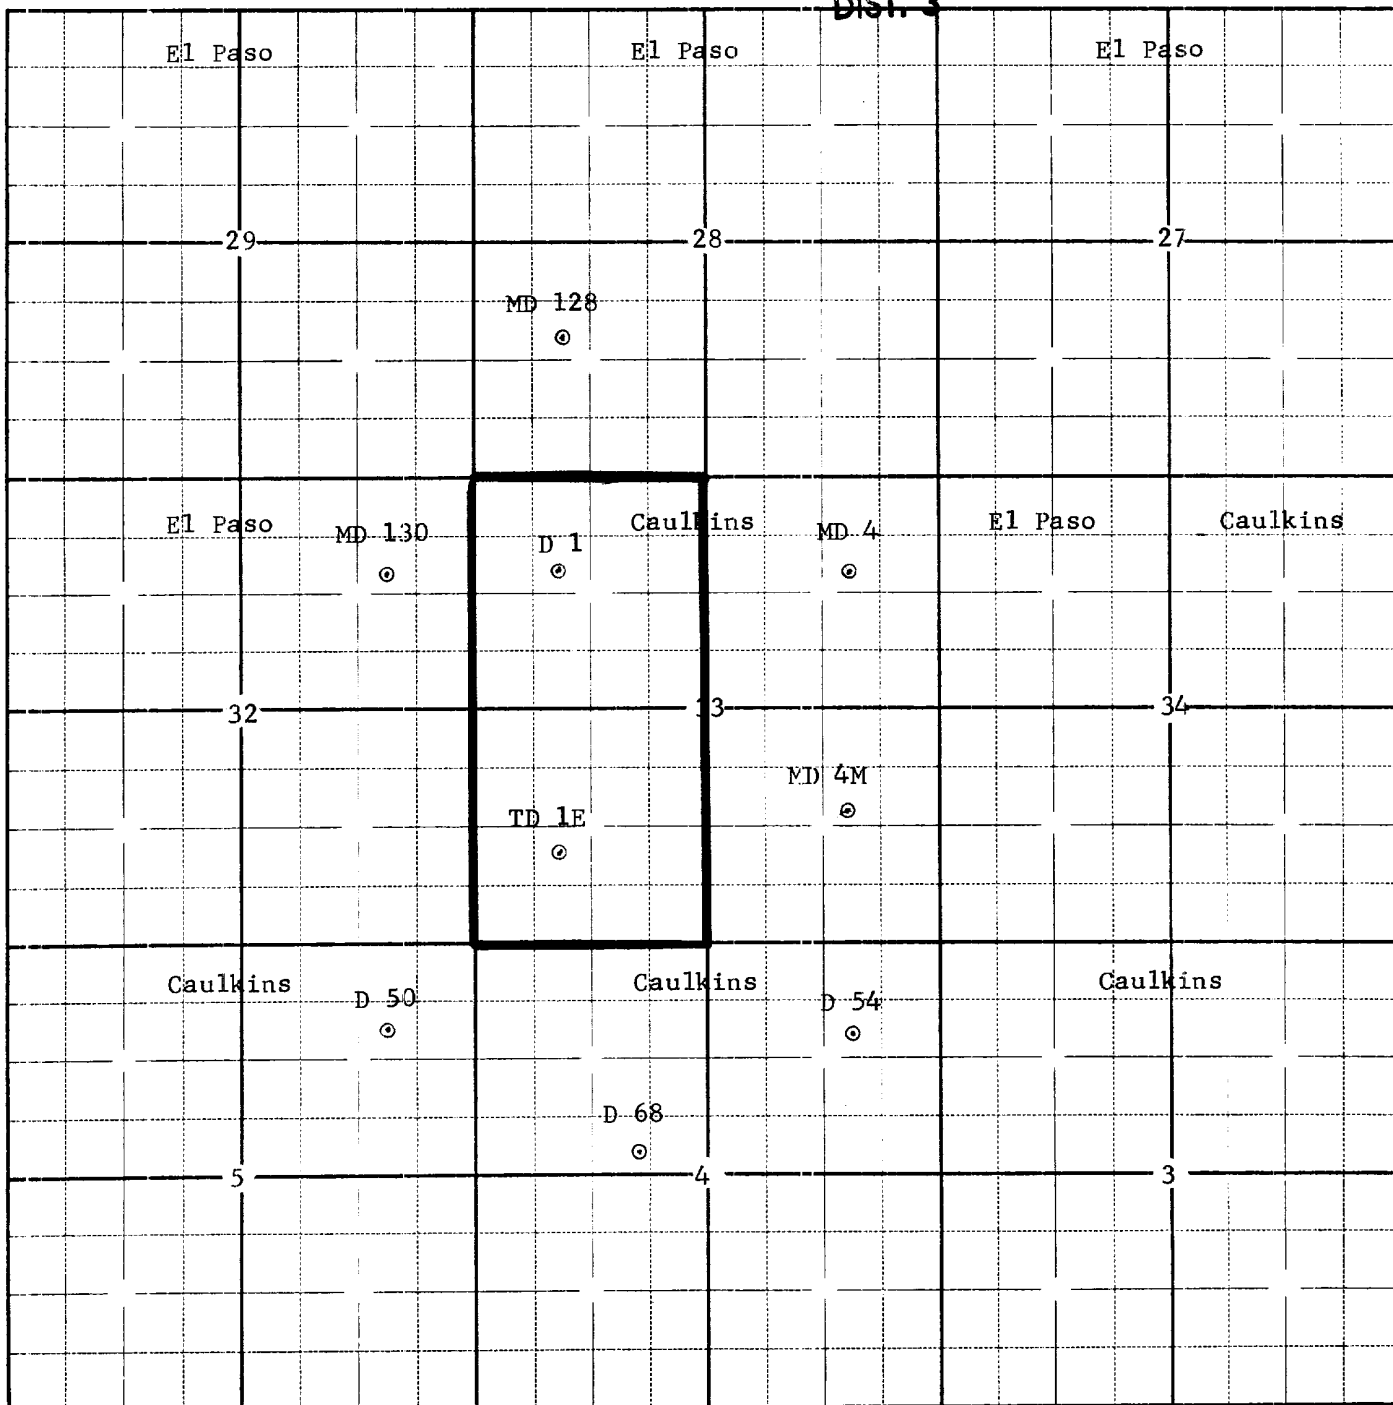 DIST. 3
El Paso El Paso El Paso
29 28 27
MD 128
El Paso MD 130 D 1 Caulkins MD 4 El Paso Caulkins
32 33 34
MD 4M
TD 1E
Caulkins D 50 Caulkins D 54 Caulkins
D 68
5 4 3